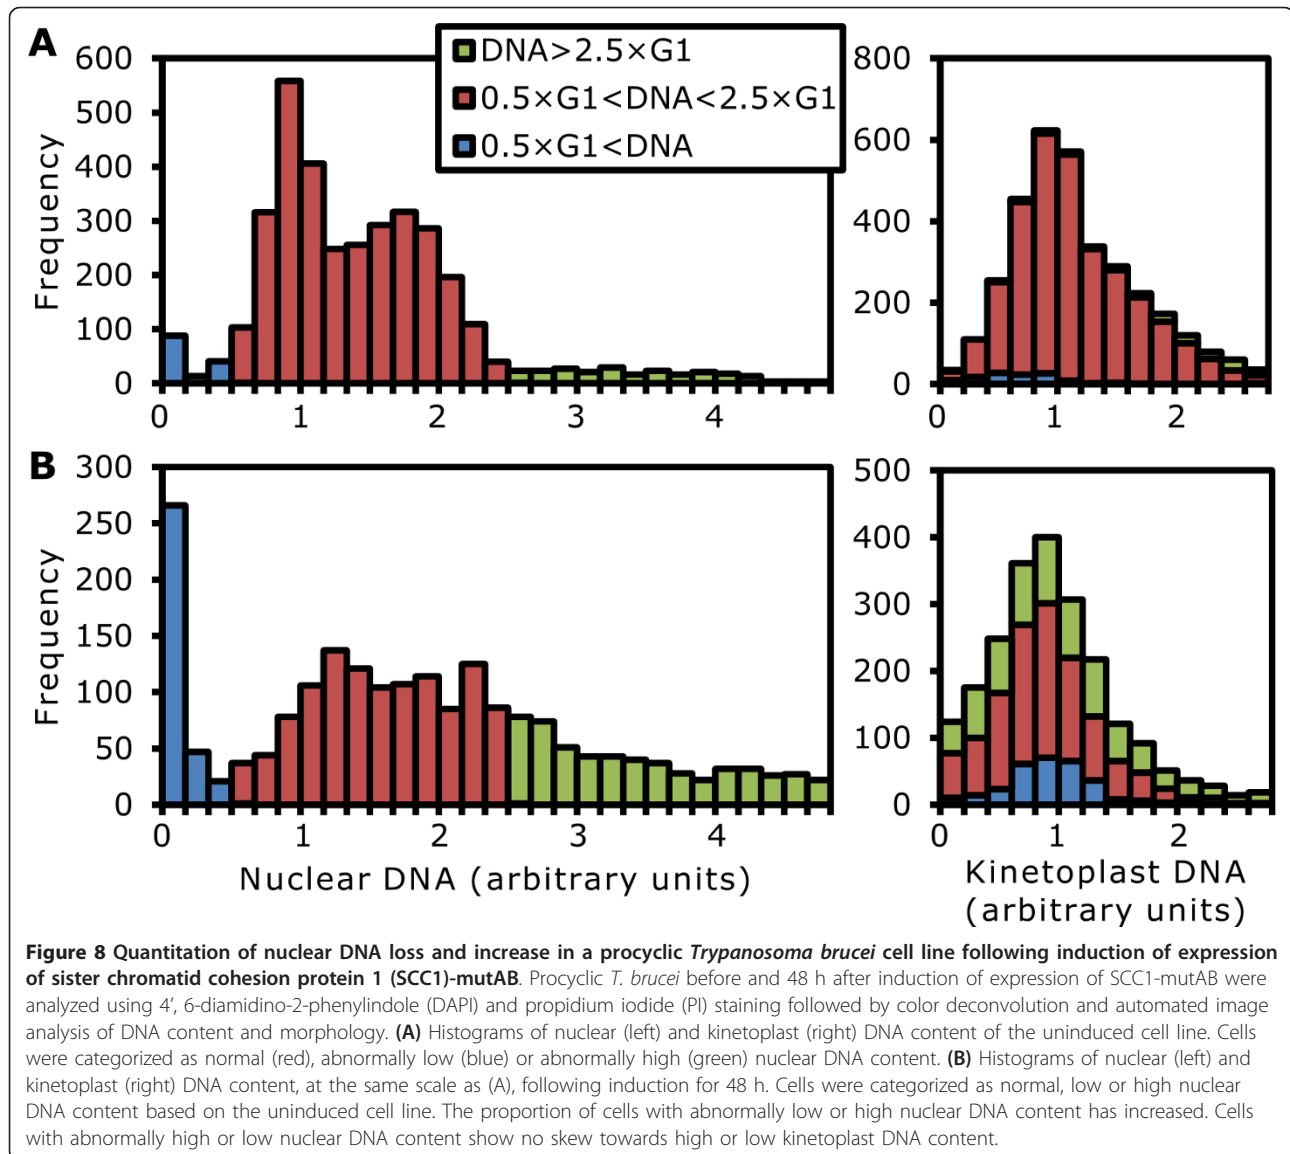 A
DNA>2.5×G1
0.5×G1<DNA<2.5×G1
0.5×G1<DNA
Frequency
600
500
400
300
200
100
0
0 1 2 3 4
800
600
400
200
0
0 1 2
B
Frequency
300
250
200
150
100
50
0
0 1 2 3 4
Nuclear DNA (arbitrary units)
500
400
300
200
100
0
0 1 2
Kinetoplast DNA
(arbitrary units)
Figure 8 Quantitation of nuclear DNA loss and increase in a procyclic Trypanosoma brucei cell line following induction of expression
of sister chromatid cohesion protein 1 (SCC1)-mutAB. Procyclic T. brucei before and 48 h after induction of expression of SCC1-mutAB were
analyzed using 4′, 6-diamidino-2-phenylindole (DAPI) and propidium iodide (PI) staining followed by color deconvolution and automated image
analysis of DNA content and morphology. (A) Histograms of nuclear (left) and kinetoplast (right) DNA content of the uninduced cell line. Cells
were categorized as normal (red), abnormally low (blue) or abnormally high (green) nuclear DNA content. (B) Histograms of nuclear (left) and
kinetoplast (right) DNA content, at the same scale as (A), following induction for 48 h. Cells were categorized as normal, low or high nuclear
DNA content based on the uninduced cell line. The proportion of cells with abnormally low or high nuclear DNA content has increased. Cells
with abnormally high or low nuclear DNA content show no skew towards high or low kinetoplast DNA content.